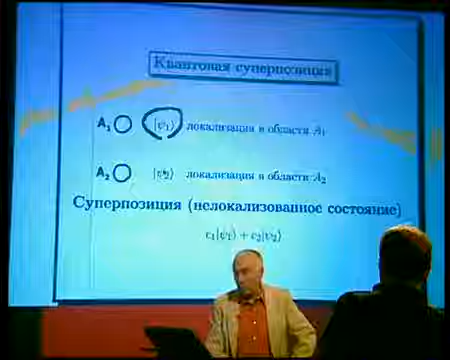 Квантовая суперпозиция
A₁ |ψ₁⟩ локализация в области A₁
A₂ |ψ₂⟩ локализация в области A₂
Суперпозиция (нелокализованное состояние)
c₁|ψ₁⟩ + c₂|ψ₂⟩